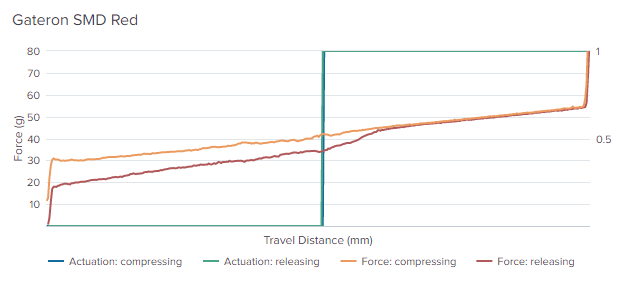 Gateron SMD Red
80
70
60
50
40
30
20
10
Force (g)
1
0.5
Travel Distance (mm)
Actuation: compressing Actuation: releasing Force: compressing Force: releasing